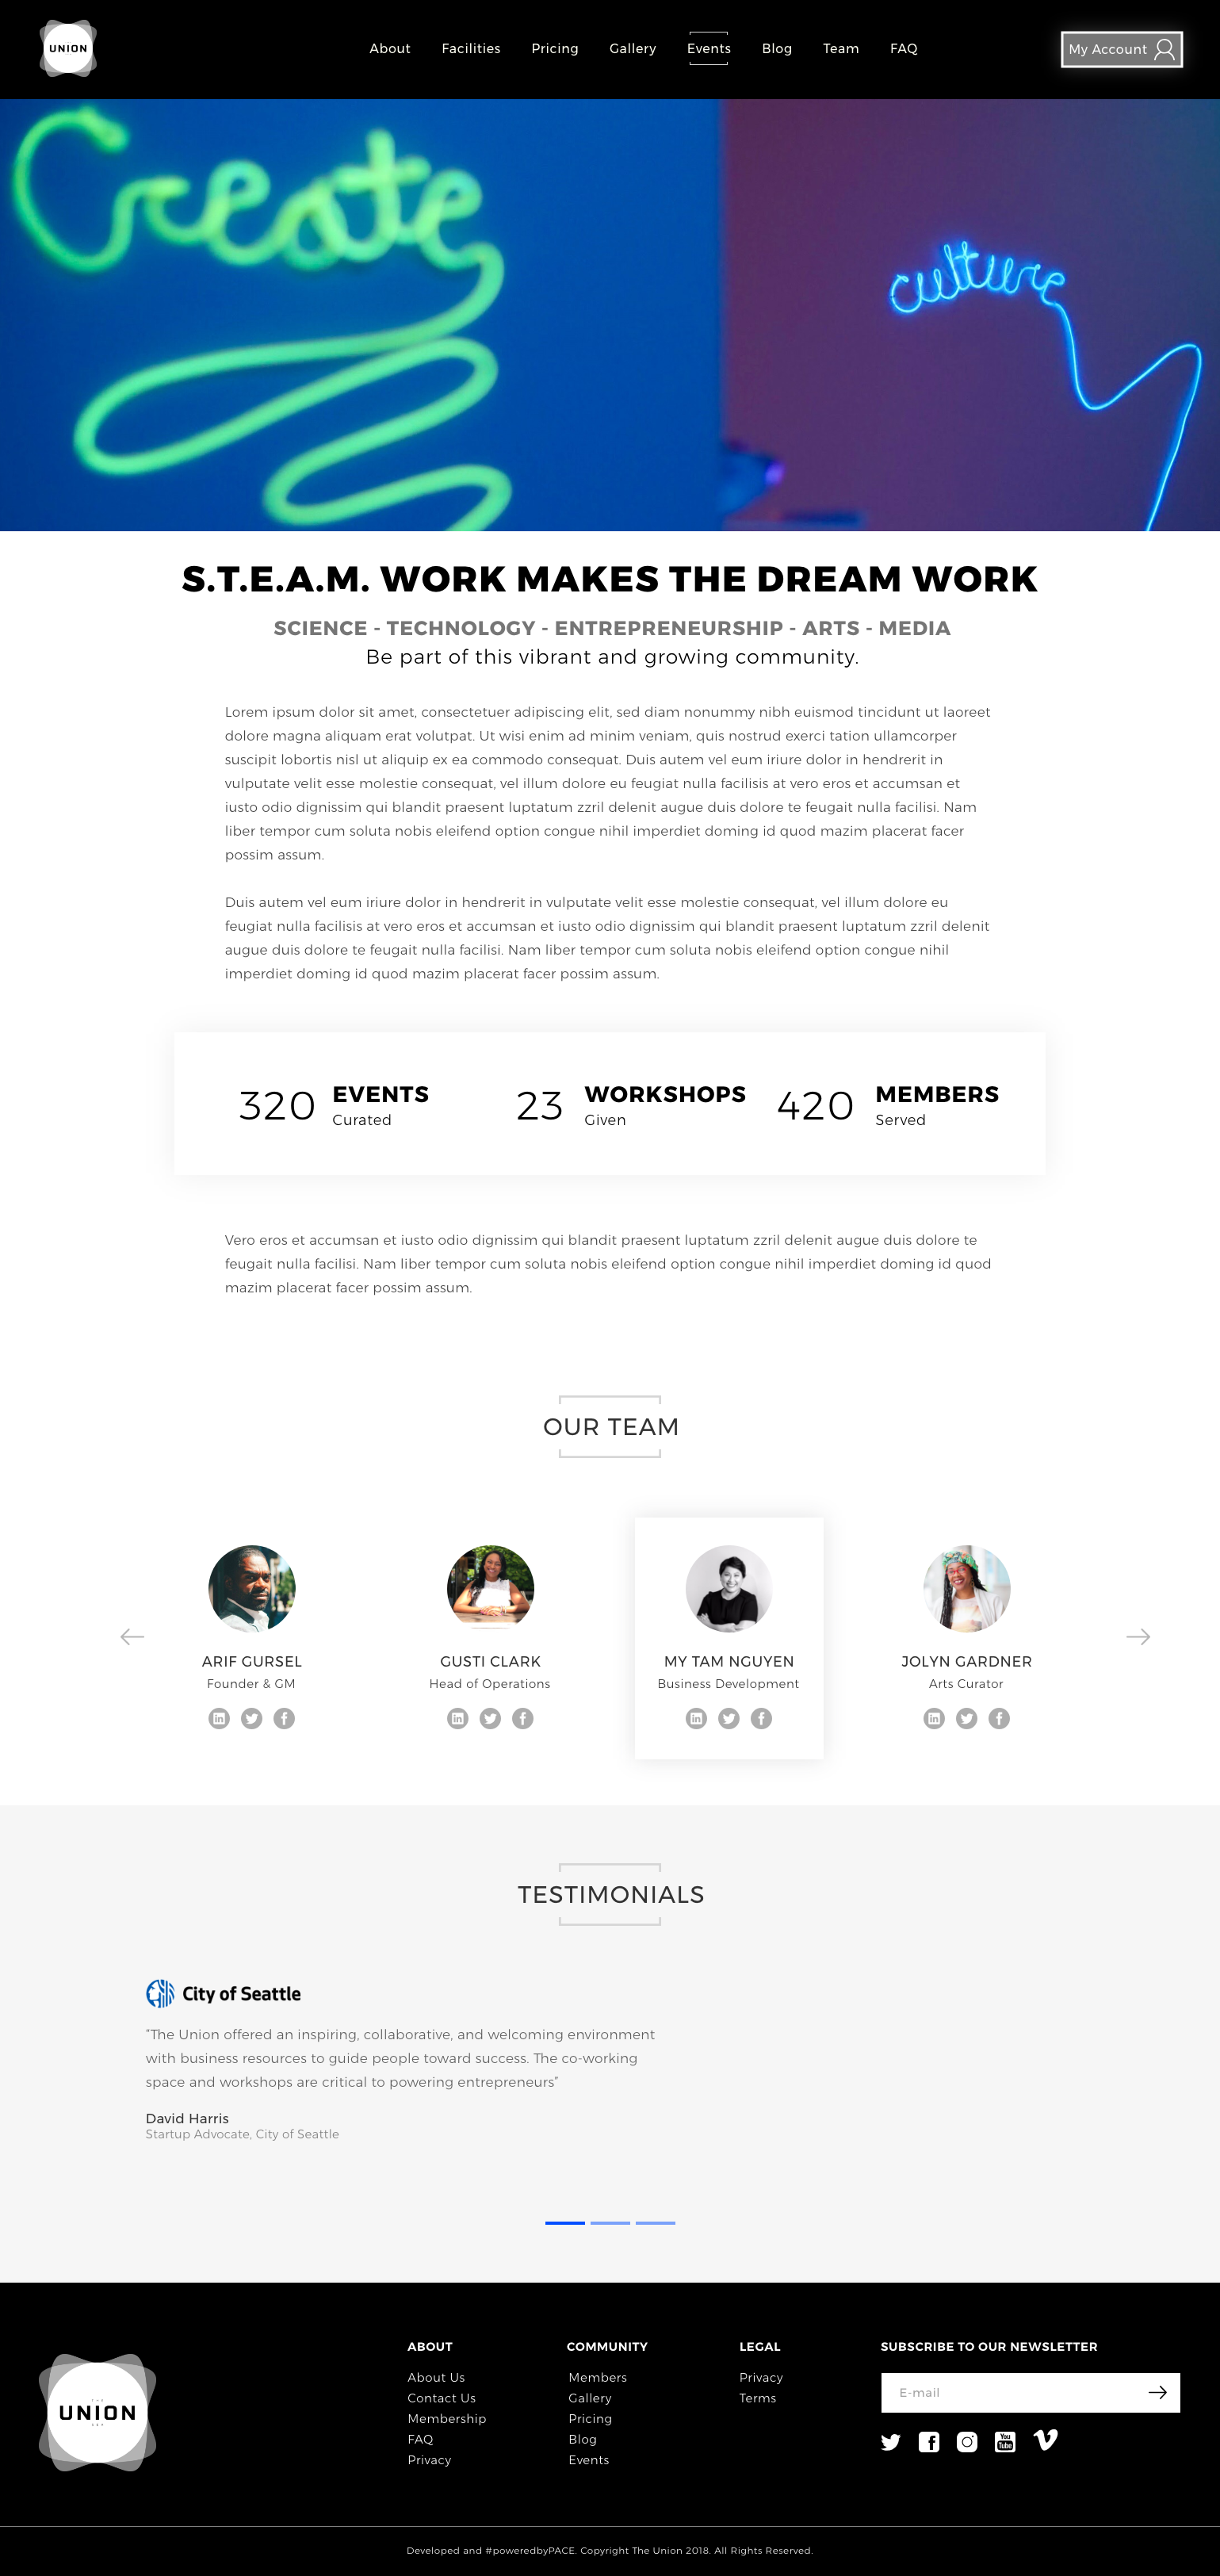 UNION
About Facilities Pricing Gallery Events Blog Team FAQ
My Account
Create
culture
S.T.E.A.M. WORK MAKES THE DREAM WORK
SCIENCE - TECHNOLOGY - ENTREPRENEURSHIP - ARTS - MEDIA
Be part of this vibrant and growing community.
Lorem ipsum dolor sit amet, consectetuer adipiscing elit, sed diam nonummy nibh euismod tincidunt ut laoreet
dolore magna aliquam erat volutpat. Ut wisi enim ad minim veniam, quis nostrud exerci tation ullamcorper
suscipit lobortis nisl ut aliquip ex ea commodo consequat. Duis autem vel eum iriure dolor in hendrerit in
vulputate velit esse molestie consequat, vel illum dolore eu feugiat nulla facilisis at vero eros et accumsan et
iusto odio dignissim qui blandit praesent luptatum zzril delenit augue duis dolore te feugait nulla facilisi. Nam
liber tempor cum soluta nobis eleifend option congue nihil imperdiet doming id quod mazim placerat facer
possim assum.
Duis autem vel eum iriure dolor in hendrerit in vulputate velit esse molestie consequat, vel illum dolore eu
feugiat nulla facilisis at vero eros et accumsan et iusto odio dignissim qui blandit praesent luptatum zzril delenit
augue duis dolore te feugait nulla facilisi. Nam liber tempor cum soluta nobis eleifend option congue nihil
imperdiet doming id quod mazim placerat facer possim assum.
320 EVENTS
Curated
23 WORKSHOPS
Given
420 MEMBERS
Served
Vero eros et accumsan et iusto odio dignissim qui blandit praesent luptatum zzril delenit augue duis dolore te
feugait nulla facilisi. Nam liber tempor cum soluta nobis eleifend option congue nihil imperdiet doming id quod
mazim placerat facer possim assum.
OUR TEAM
ARIF GURSEL
Founder & GM
GUSTI CLARK
Head of Operations
MY TAM NGUYEN
Business Development
JOLYN GARDNER
Arts Curator
TESTIMONIALS
City of Seattle
“The Union offered an inspiring, collaborative, and welcoming environment
with business resources to guide people toward success. The co-working
space and workshops are critical to powering entrepreneurs”
David Harris
Startup Advocate, City of Seattle
UNION
ABOUT
About Us
Contact Us
Membership
FAQ
Privacy
COMMUNITY
Members
Gallery
Pricing
Blog
Events
LEGAL
Privacy
Terms
SUBSCRIBE TO OUR NEWSLETTER
E-mail
You
Tube
Developed and #poweredbyPACE. Copyright The Union 2018. All Rights Reserved.